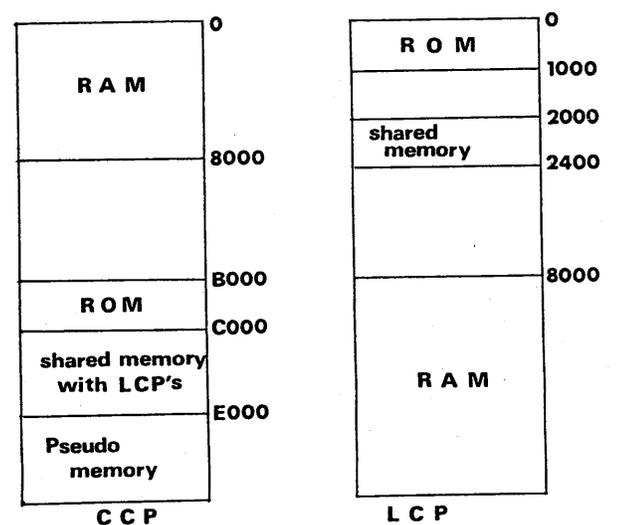 0
RAM
8000
B000
ROM
C000
shared memory
with LCP's
E000
Pseudo
memory
CCP
0
ROM
1000
2000
shared
memory
2400
8000
RAM
LCP